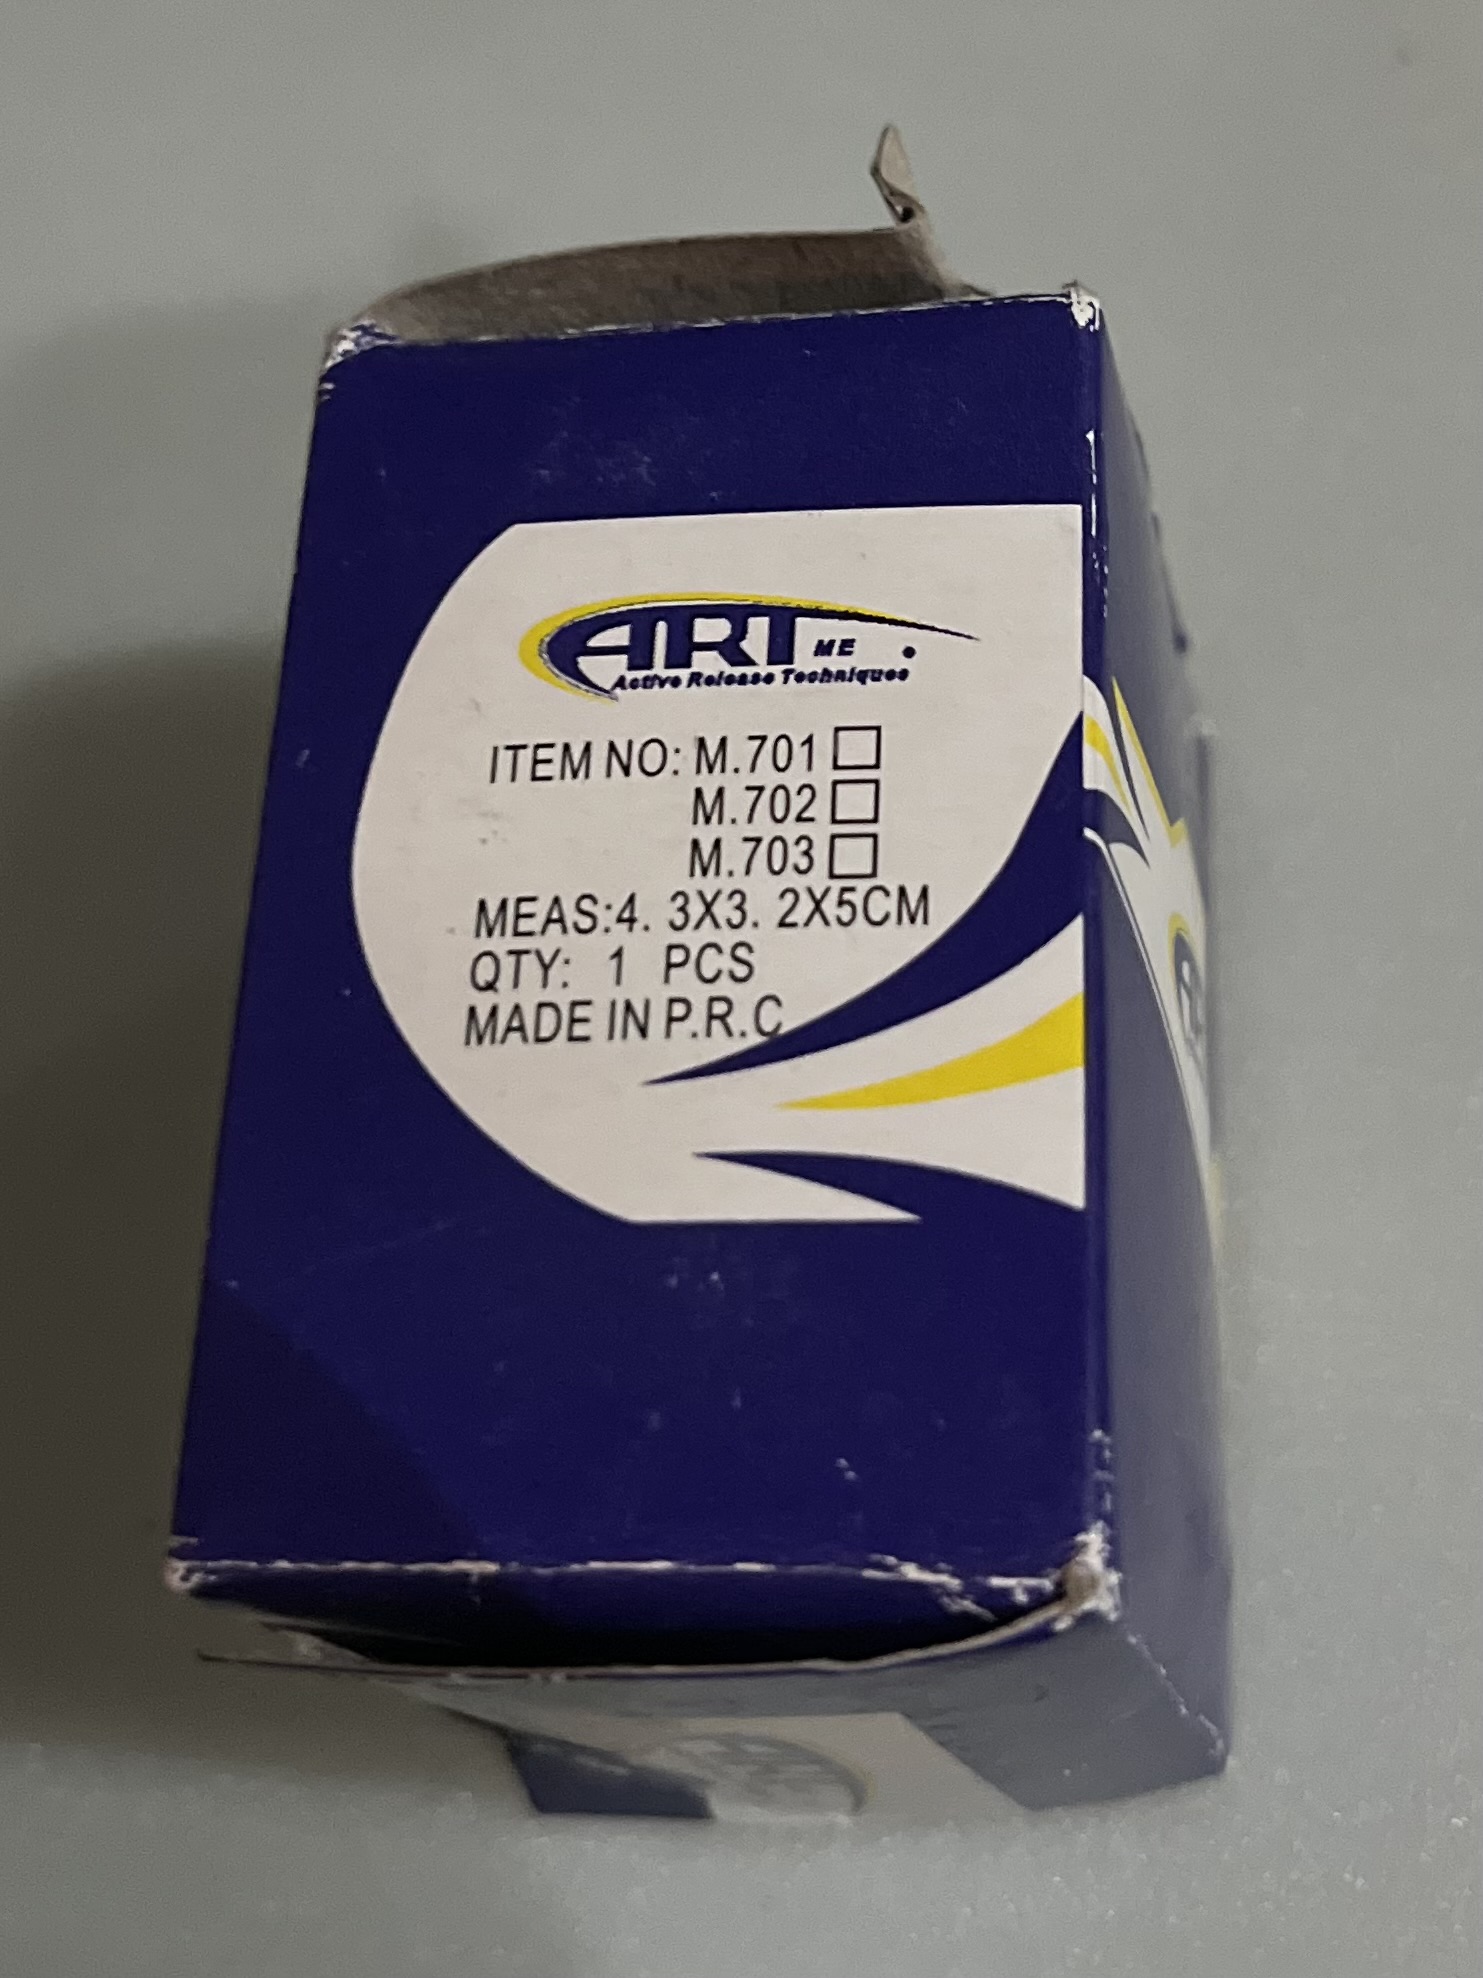 ART ME .
Active Release Techniques
ITEM NO: M.701
M.702
M.703
MEAS:4. 3X3. 2X5CM
QTY: 1 PCS
MADE IN P.R.C